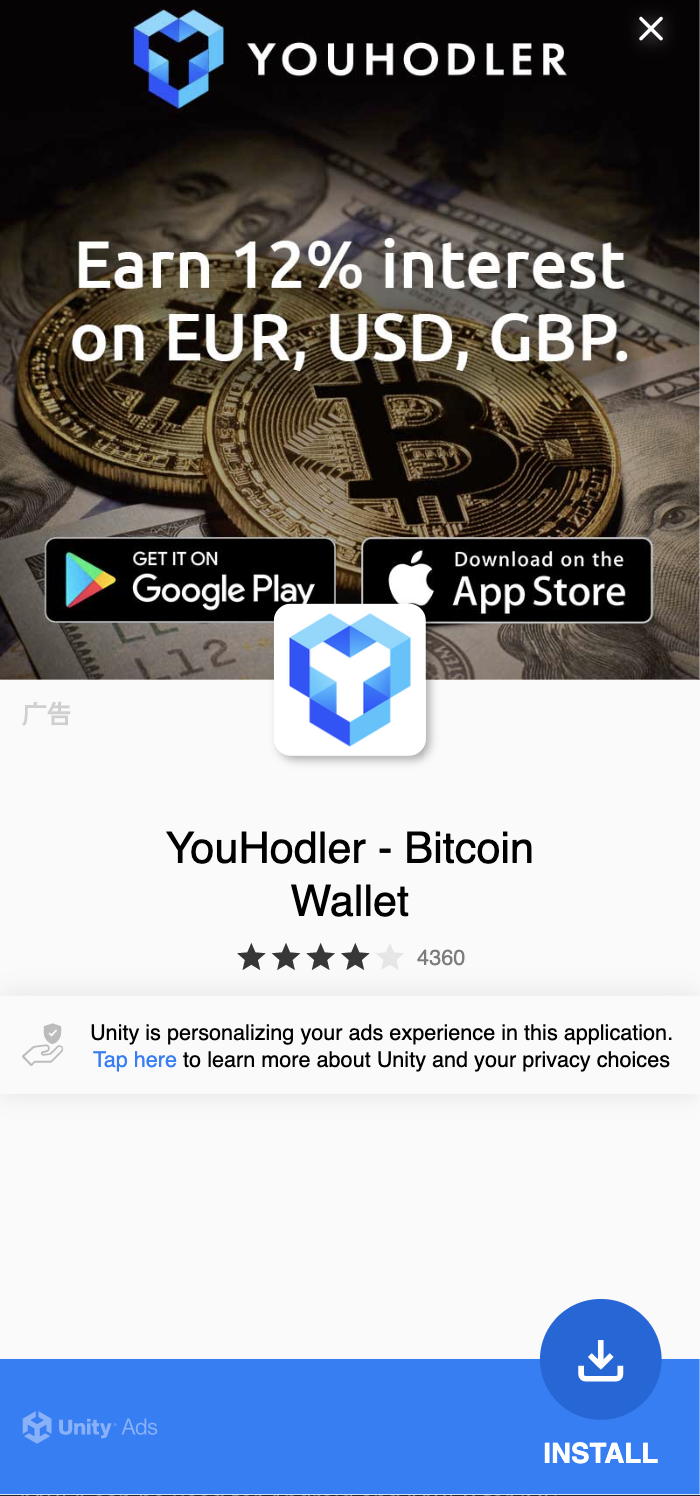 YOUHODLER
Earn 12% interest
on EUR, USD, GBP.
GET IT ON
Google Play
Download on the
App Store
广告
YouHodler - Bitcoin
Wallet
4360
Unity is personalizing your ads experience in this application.
Tap here to learn more about Unity and your privacy choices
Unity Ads
INSTALL